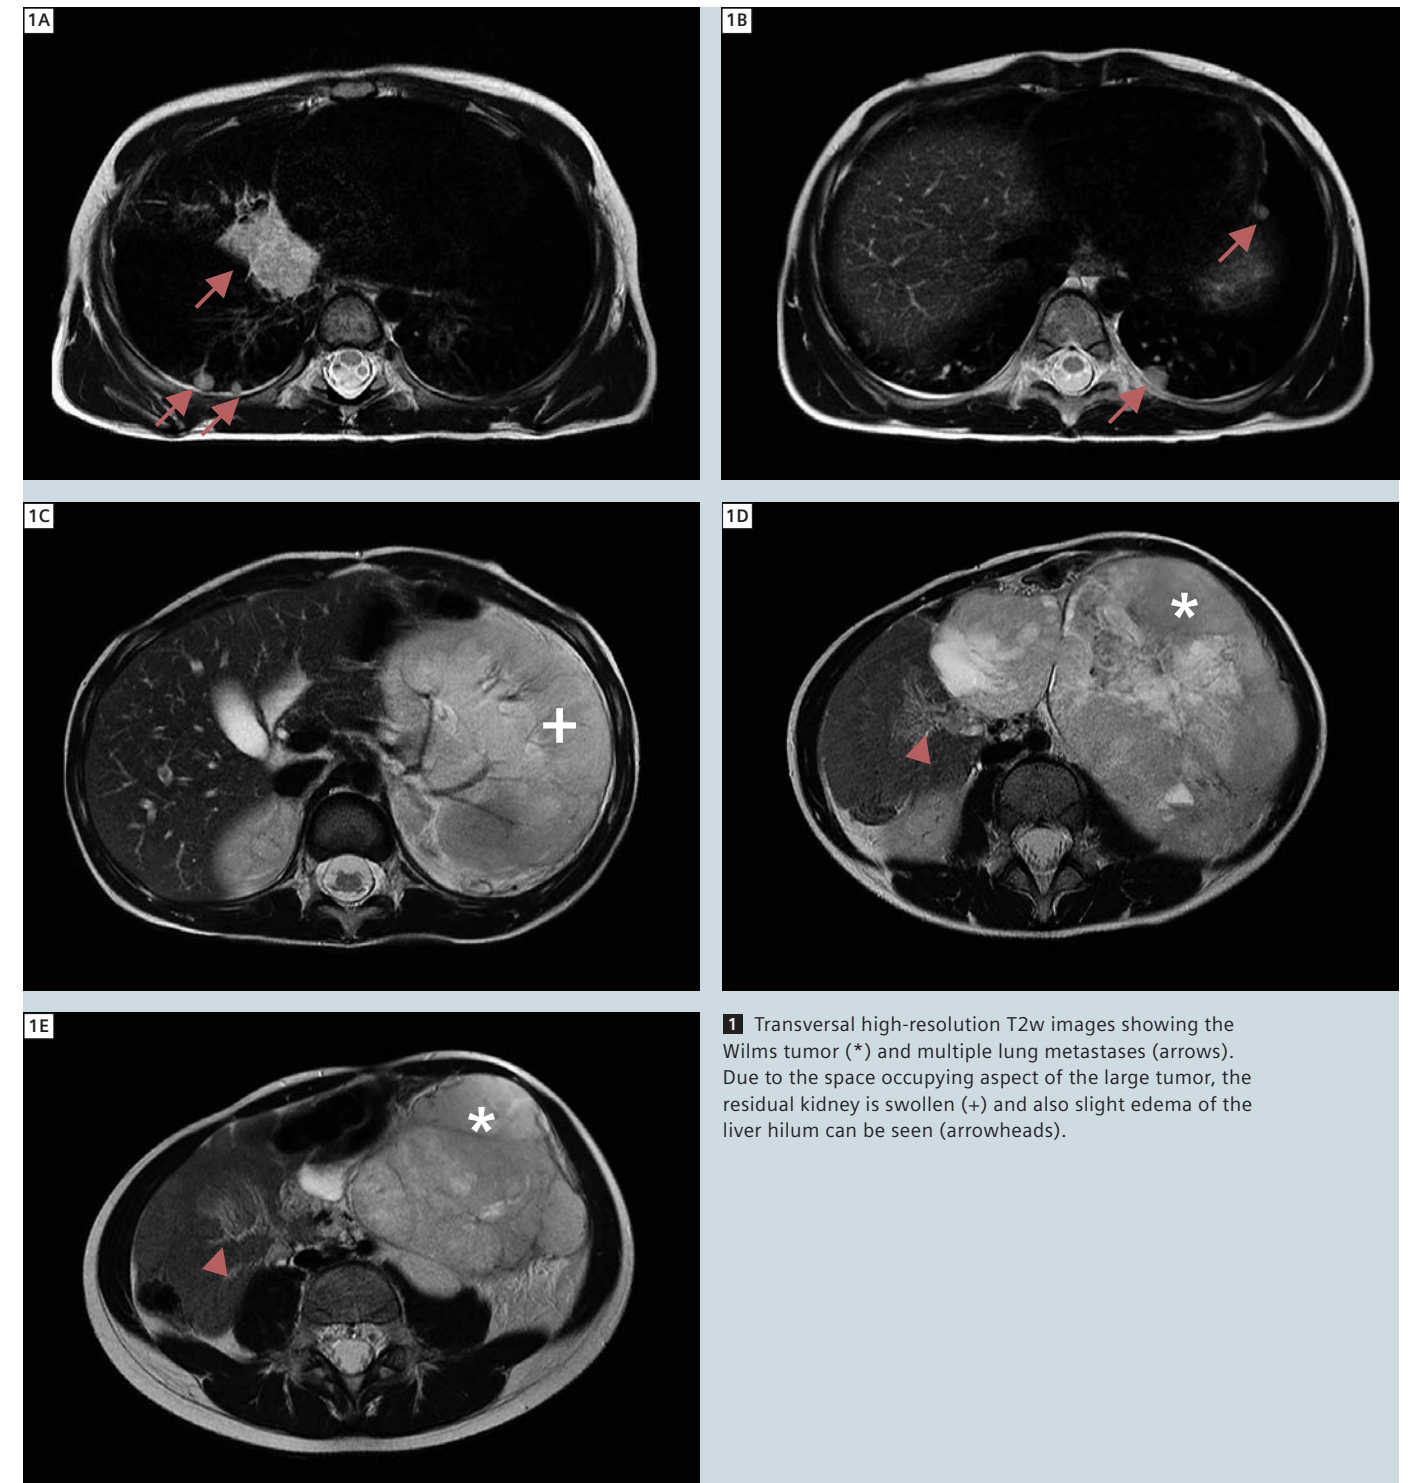 1A
1B
1C
+
1D
*
1E
*
1 Transversal high-resolution T2w images showing the
Wilms tumor (*) and multiple lung metastases (arrows).
Due to the space occupying aspect of the large tumor, the
residual kidney is swollen (+) and also slight edema of the
liver hilum can be seen (arrowheads).